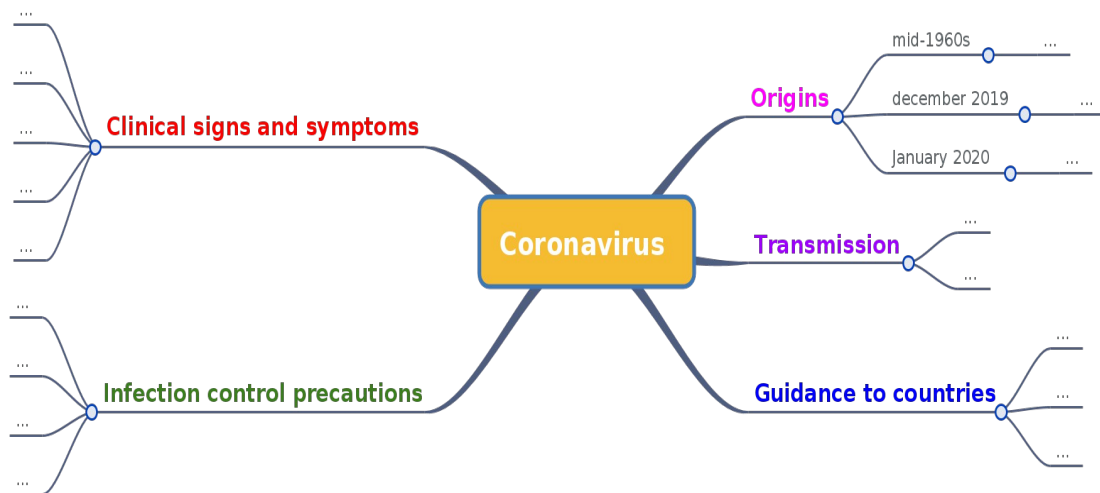 ...
...
...
...
...
Clinical signs and symptoms
...
...
...
...
Infection control precautions
Coronavirus
Origins
mid-1960s
...
december 2019
...
January 2020
...
Transmission
...
...
Guidance to countries
...
...
...